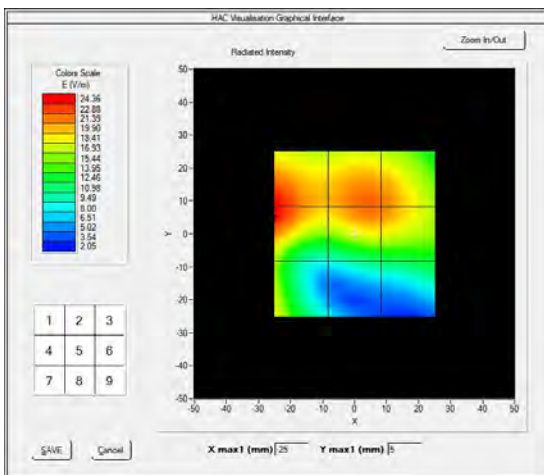 HAC Visualisation Graphical Interface
Zoom In/Out
Radiated Intensity
Colors Scale
E (V/m)
24.36
22.88
21.39
19.90
18.41
16.93
15.44
13.95
12.46
10.98
9.49
8.00
6.51
5.02
3.54
2.05
50
40
30
20
10
0
-10
-20
-30
-40
-50
Y
-50 -40 -30 -20 -10 0 10 20 30 40 50
X
1 2 3
4 5 6
7 8 9
SAVE
Cancel
X max1 (mm) 25 Y max1 (mm) 5